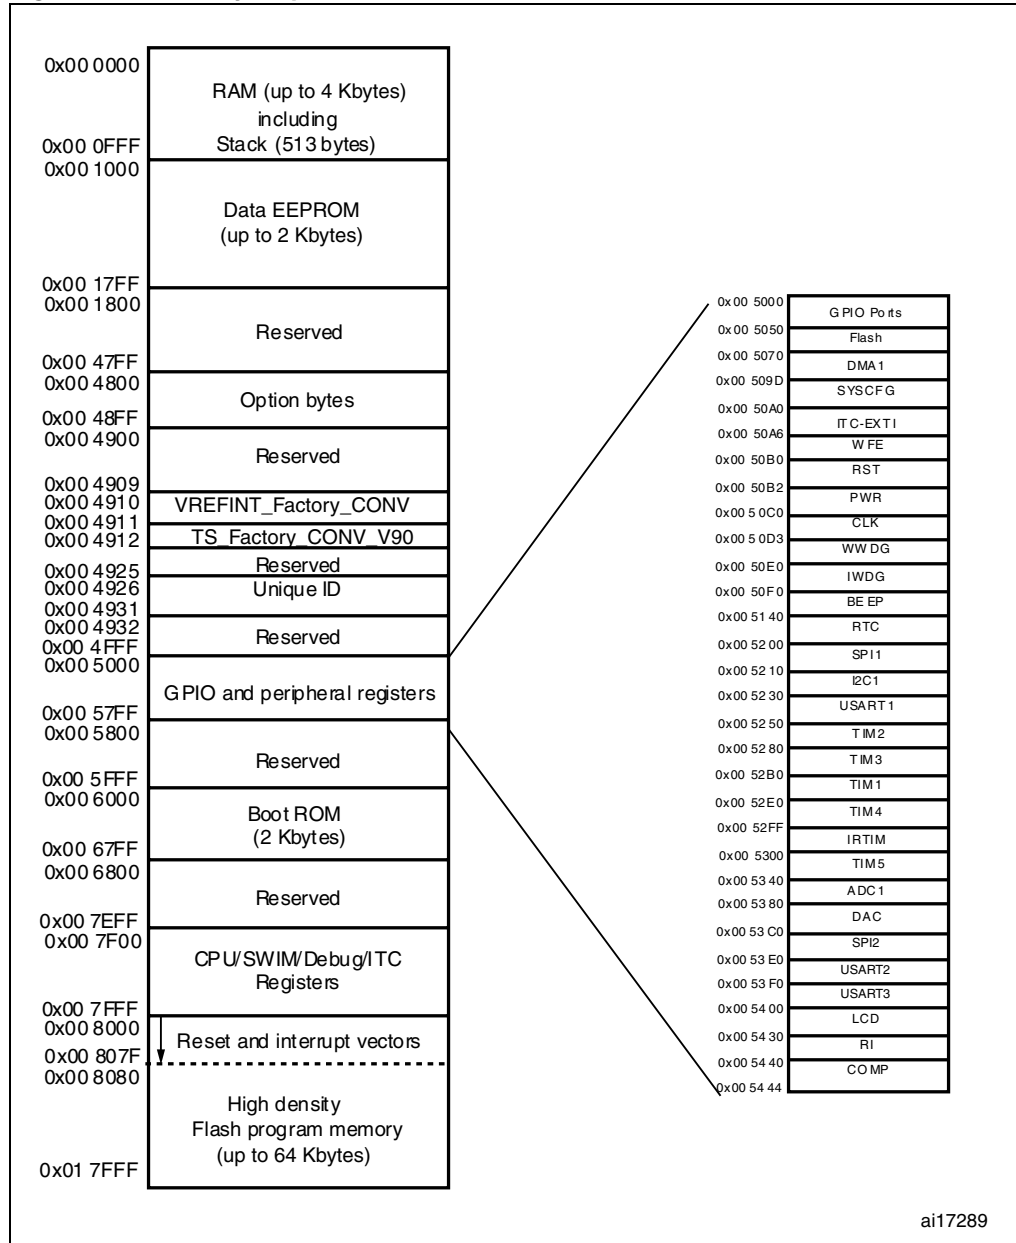 0x00 0000
RAM (up to 4 Kbytes)
including
Stack (513 bytes)
0x00 0FFF
0x00 1000
Data EEPROM
(up to 2 Kbytes)
0x00 17FF
0x00 1800
Reserved
0x00 47FF
0x00 4800
Option bytes
0x00 48FF
0x00 4900
Reserved
0x00 4909
0x00 4910
VREFINT_Factory_CONV
0x00 4911
0x00 4912
TS_Factory_CONV_V90
Reserved
0x00 4925
0x00 4926
Unique ID
0x00 4931
0x00 4932
Reserved
0x00 4FFF
0x00 5000
GPIO and peripheral registers
0x00 57FF
0x00 5800
Reserved
0x00 5FFF
0x00 6000
Boot ROM
(2 Kbytes)
0x00 67FF
0x00 6800
Reserved
0x00 7EFF
0x00 7F00
CPU/SWIM/Debug/ITC
Registers
0x00 7FFF
0x00 8000
Reset and interrupt vectors
0x00 807F
0x00 8080
High density
Flash program memory
(up to 64 Kbytes)
0x01 7FFF
0x00 5000
GPIO Ports
0x00 5050
Flash
0x00 5070
DMA1
0x00 509D
SYSCFG
0x00 50A0
ITC-EXTI
0x00 50A6
WFE
0x00 50B0
RST
0x00 50B2
PWR
0x00 50C0
CLK
0x00 50D3
WWDG
0x00 50E0
IWDG
0x00 50F0
BEEP
0x00 5140
RTC
0x00 5200
SPI1
0x00 5210
I2C1
0x00 5230
USART1
0x00 5250
TIM2
0x00 5280
TIM3
0x00 52B0
TIM1
0x00 52E0
TIM4
0x00 52FF
IRTIM
0x00 5300
TIM5
0x00 5340
ADC1
0x00 5380
DAC
0x00 53C0
SPI2
0x00 53E0
USART2
0x00 53F0
USART3
0x00 5400
LCD
0x00 5430
RI
0x00 5440
COMP
0x00 5444
ai17289